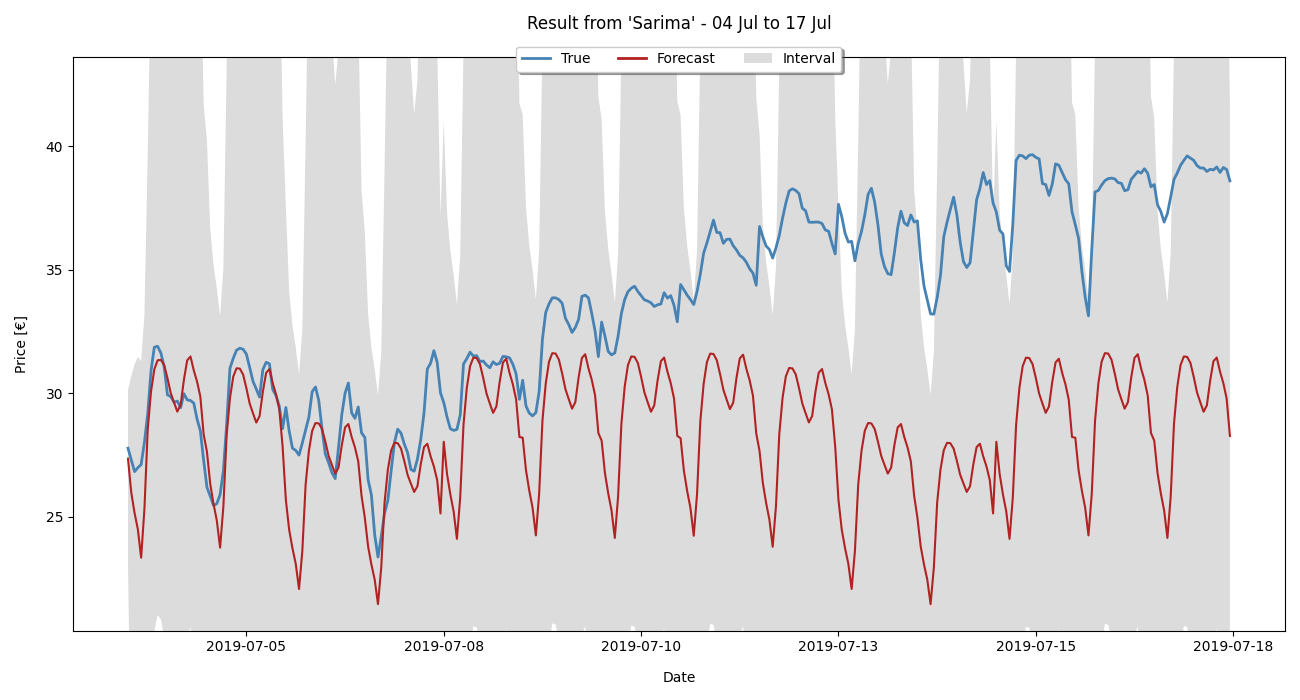 Result from 'Sarima' - 04 Jul to 17 Jul
True Forecast Interval
Price [€]
40
35
30
25
2019-07-05 2019-07-08 2019-07-10 2019-07-13 2019-07-15 2019-07-18
Date